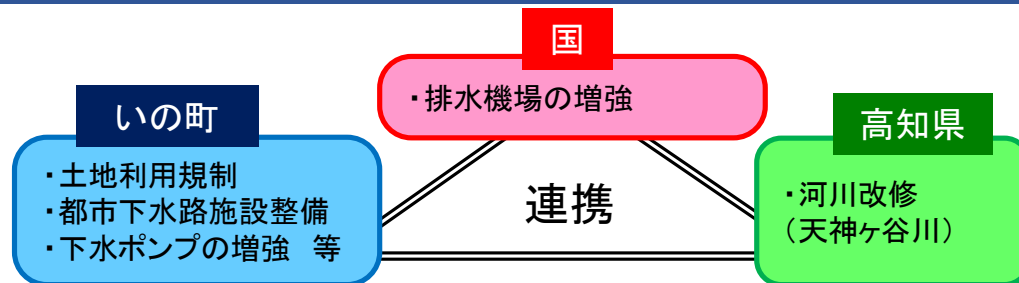 国
・排水機場の増強
いの町
・土地利用規制
・都市下水路施設整備
・下水ポンプの増強　等
連携
高知県
・河川改修
（天神ヶ谷川）